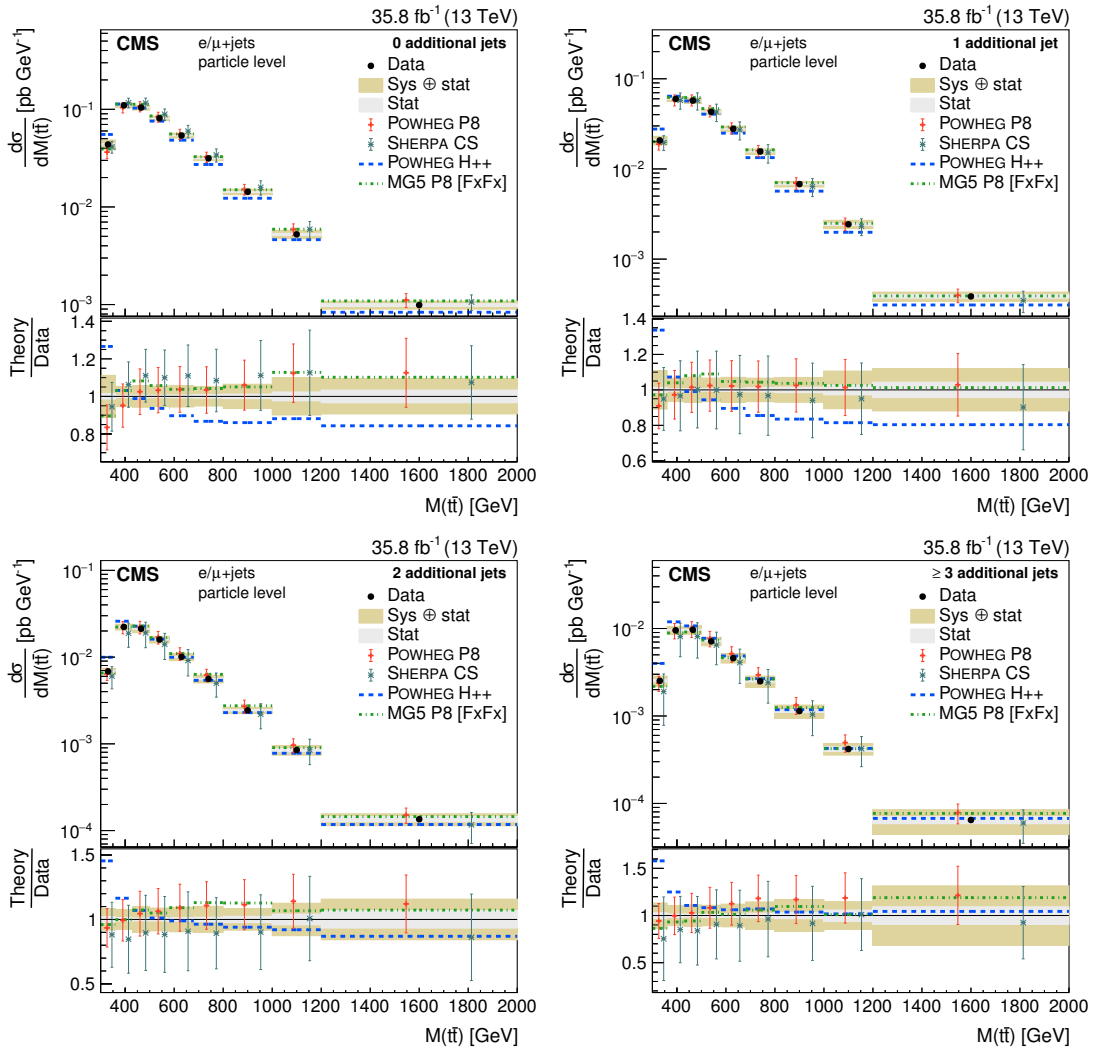 35.8 fb⁻¹ (13 TeV)
CMS
e/μ+jets
particle level
0 additional jets
Data
Sys ⊕ stat
Stat
POWHEG P8
SHERPA CS
POWHEG H++
MG5 P8 [FxFx]
dσ
dM(tt̄)
[pb GeV⁻¹]
10⁻¹
10⁻²
10⁻³
Theory
Data
1.4
1.2
1.0
0.8
400 600 800 1000 1200 1400 1600 1800 2000
M(tt̄) [GeV]
35.8 fb⁻¹ (13 TeV)
CMS
e/μ+jets
particle level
1 additional jet
Data
Sys ⊕ stat
Stat
POWHEG P8
SHERPA CS
POWHEG H++
MG5 P8 [FxFx]
dσ
dM(tt̄)
[pb GeV⁻¹]
10⁻¹
10⁻²
10⁻³
Theory
Data
1.4
1.2
1.0
0.8
0.6
400 600 800 1000 1200 1400 1600 1800 2000
M(tt̄) [GeV]
35.8 fb⁻¹ (13 TeV)
CMS
e/μ+jets
particle level
2 additional jets
Data
Sys ⊕ stat
Stat
POWHEG P8
SHERPA CS
POWHEG H++
MG5 P8 [FxFx]
dσ
dM(tt̄)
[pb GeV⁻¹]
10⁻¹
10⁻²
10⁻³
10⁻⁴
Theory
Data
1.5
1
0.5
400 600 800 1000 1200 1400 1600 1800 2000
M(tt̄) [GeV]
35.8 fb⁻¹ (13 TeV)
CMS
e/μ+jets
particle level
≥ 3 additional jets
Data
Sys ⊕ stat
Stat
POWHEG P8
SHERPA CS
POWHEG H++
MG5 P8 [FxFx]
dσ
dM(tt̄)
[pb GeV⁻¹]
10⁻²
10⁻³
10⁻⁴
Theory
Data
1.5
1.0
0.5
400 600 800 1000 1200 1400 1600 1800 2000
M(tt̄) [GeV]